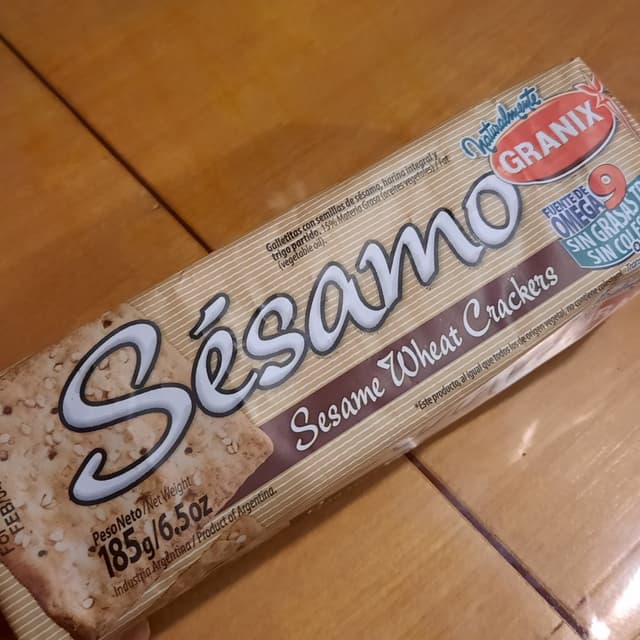 Naturalmente
GRANIX
FUENTE DE
OMEGA 9
SIN GRASAS
Galletitas con semillas de sésamo, harina integral y
trigo partido. 15% Materia Grasa (aceites vegetales) / Fat
(vegetable oil).
Sésamo
Sesame Wheat Crackers
*Este producto, al igual que todos los de origen vegetal, no contiene
Peso Neto / Net Weight:
185g/6.5oz
Industria Argentina / Product of Argentina.